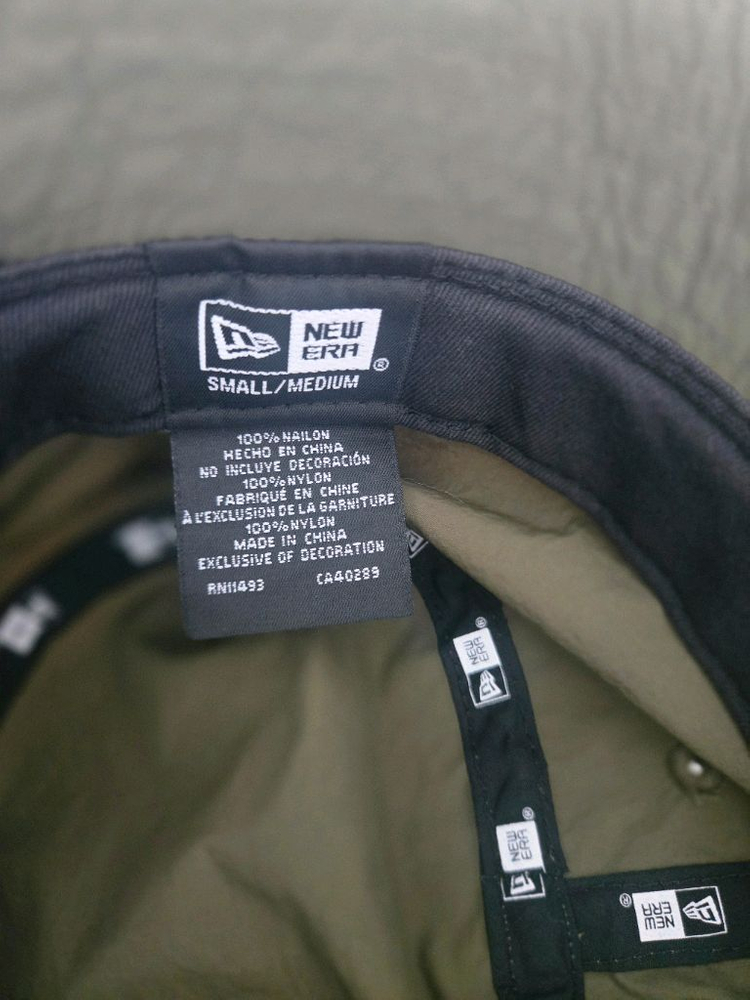 NEW
ERA
®
SMALL/MEDIUM
100% NAILON
HECHO EN CHINA
NO INCLUYE DECORACIÓN
100% NYLON
FABRIQUÉ EN CHINE
À L'EXCLUSION DE LA GARNITURE
100% NYLON
MADE IN CHINA
EXCLUSIVE OF DECORATION
RN11493 CA40289
NEW
ERA
®
NEW
ERA
®
NEW
ERA
®